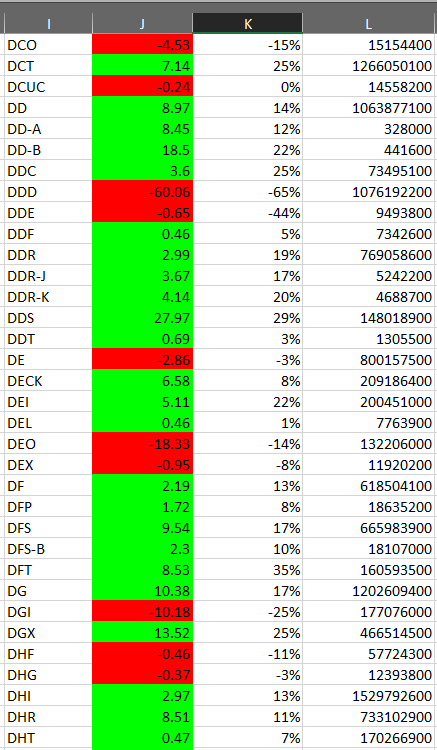 I J K L
DCO -4.53 -15% 15154400
DCT 7.14 25% 1266050100
DCUC -0.24 0% 14558200
DD 8.97 14% 1063877100
DD-A 8.45 12% 328000
DD-B 18.5 22% 441600
DDC 3.6 25% 73495100
DDD -60.06 -65% 1076192200
DDE -0.65 -44% 9493800
DDF 0.46 5% 7342600
DDR 2.99 19% 769058600
DDR-J 3.67 17% 5242200
DDR-K 4.14 20% 4688700
DDS 27.97 29% 148018900
DDT 0.69 3% 1305500
DE -2.86 -3% 800157500
DECK 6.58 8% 209186400
DEI 5.11 22% 200451000
DEL 0.46 1% 7763900
DEO -18.33 -14% 132206000
DEX -0.95 -8% 11920200
DF 2.19 13% 618504100
DFP 1.72 8% 18635200
DFS 9.54 17% 665983900
DFS-B 2.3 10% 18107000
DFT 8.53 35% 160593500
DG 10.38 17% 1202609400
DGI -10.18 -25% 177076000
DGX 13.52 25% 466514500
DHF -0.46 -11% 57724300
DHG -0.37 -3% 12393800
DHI 2.97 13% 1529792600
DHR 8.51 11% 733102900
DHT 0.47 7% 170266900